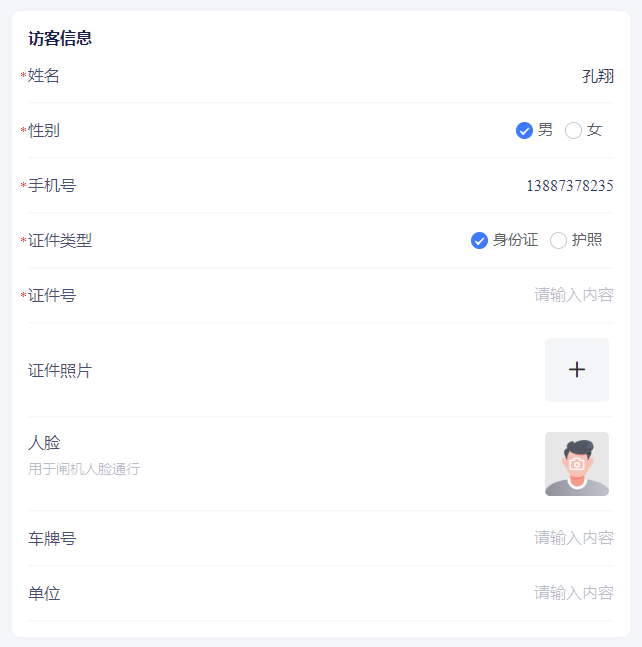 访客信息
*姓名 孔翔
*性别 男 女
*手机号 13887378235
*证件类型 身份证 护照
*证件号 请输入内容
证件照片
人脸
用于闸机人脸通行
车牌号 请输入内容
单位 请输入内容